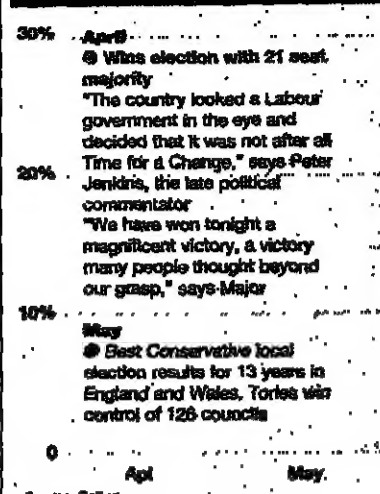 30% April
Wins election with 21 seat
majority
"The country looked a Labour
government in the eye and
decided that it was not after all
Time for a Change," says Peter
20% Jenkins, the late political
commentator
"We have won tonight a
magnificent victory, a victory
many people thought beyond
our grasp," says Major
10%
May
Best Conservative local
election results for 13 years in
England and Wales, Tories win
control of 126 councils
0
Apl May